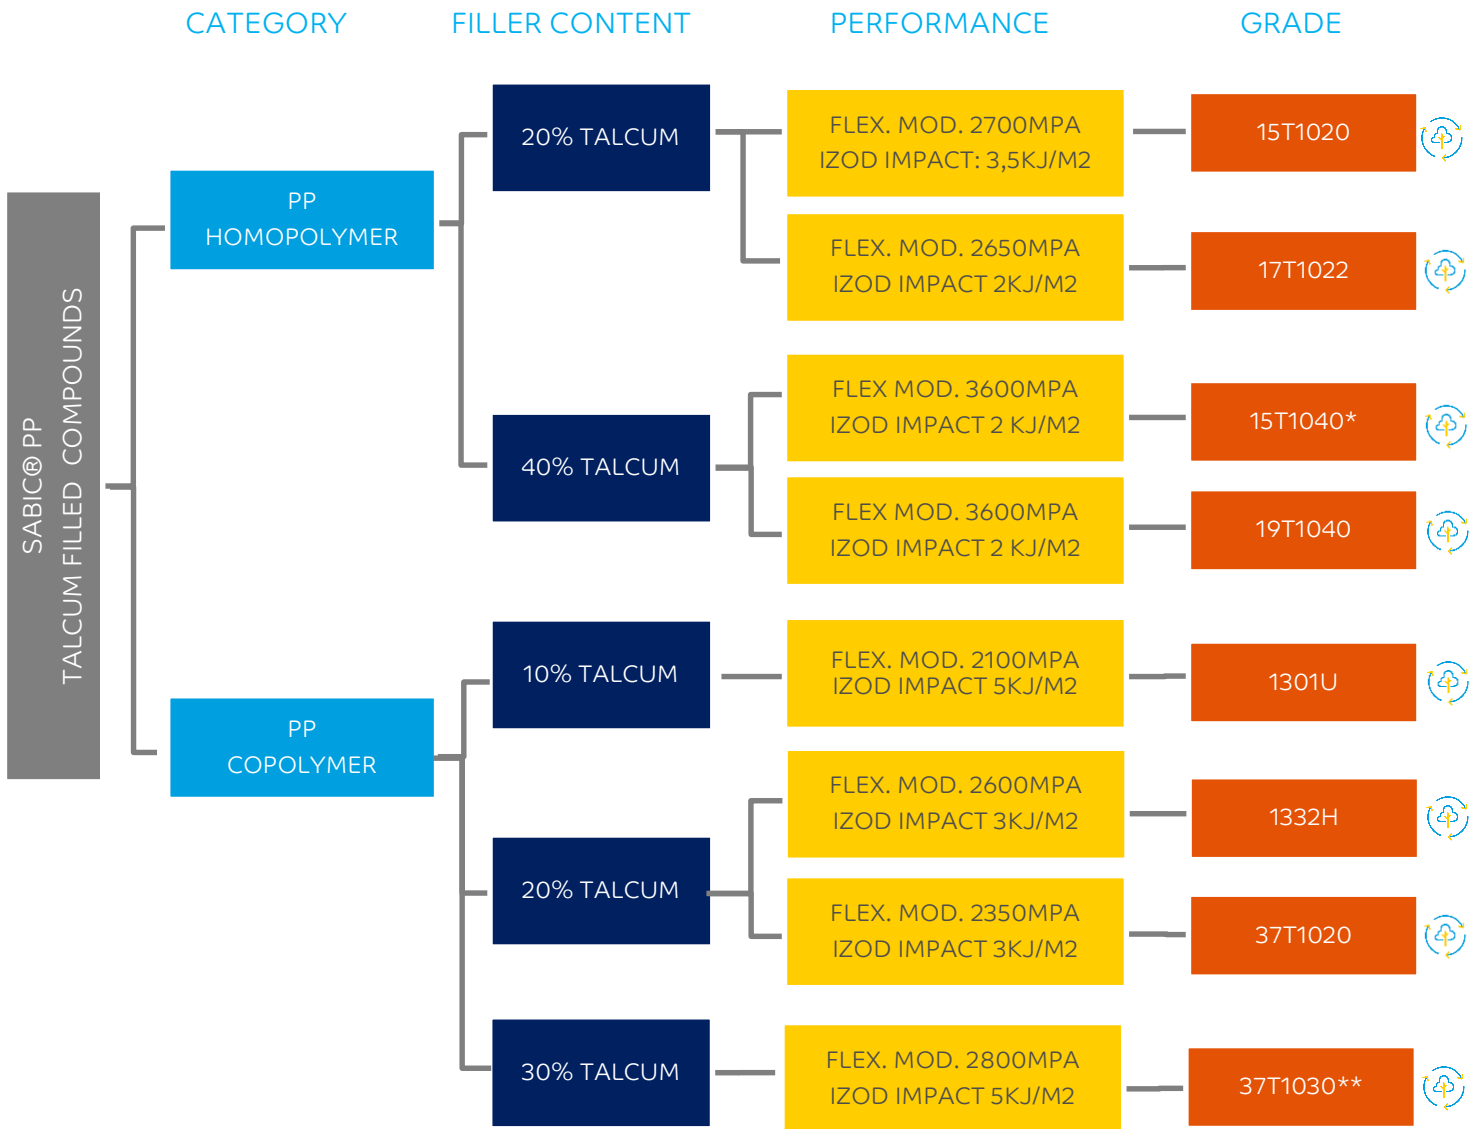 CATEGORY
FILLER CONTENT
PERFORMANCE
GRADE
SABIC® PP
TALCUM FILLED COMPOUNDS
PP
HOMOPOLYMER
20% TALCUM
FLEX. MOD. 2700MPA
IZOD IMPACT: 3,5KJ/M2
15T1020
FLEX. MOD. 2650MPA
IZOD IMPACT 2KJ/M2
17T1022
40% TALCUM
FLEX MOD. 3600MPA
IZOD IMPACT 2 KJ/M2
15T1040*
FLEX MOD. 3600MPA
IZOD IMPACT 2 KJ/M2
19T1040
PP
COPOLYMER
10% TALCUM
FLEX. MOD. 2100MPA
IZOD IMPACT 5KJ/M2
1301U
20% TALCUM
FLEX. MOD. 2600MPA
IZOD IMPACT 3KJ/M2
1332H
FLEX. MOD. 2350MPA
IZOD IMPACT 3KJ/M2
37T1020
30% TALCUM
FLEX. MOD. 2800MPA
IZOD IMPACT 5KJ/M2
37T1030**